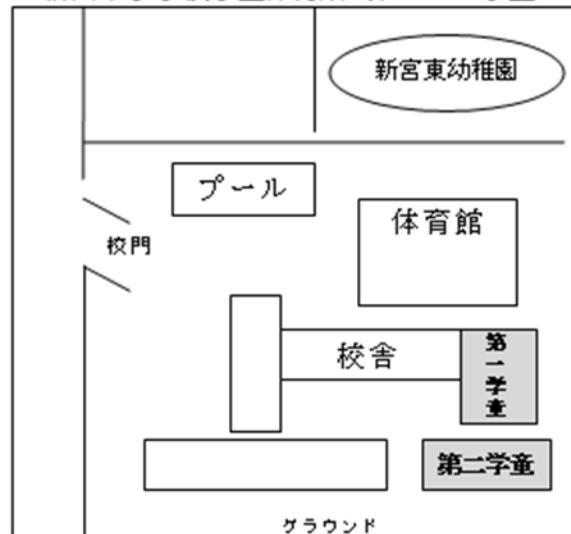 新宮東幼稚園
プール
体育館
校門
校舎
第一学童
第二学童
グラウンド